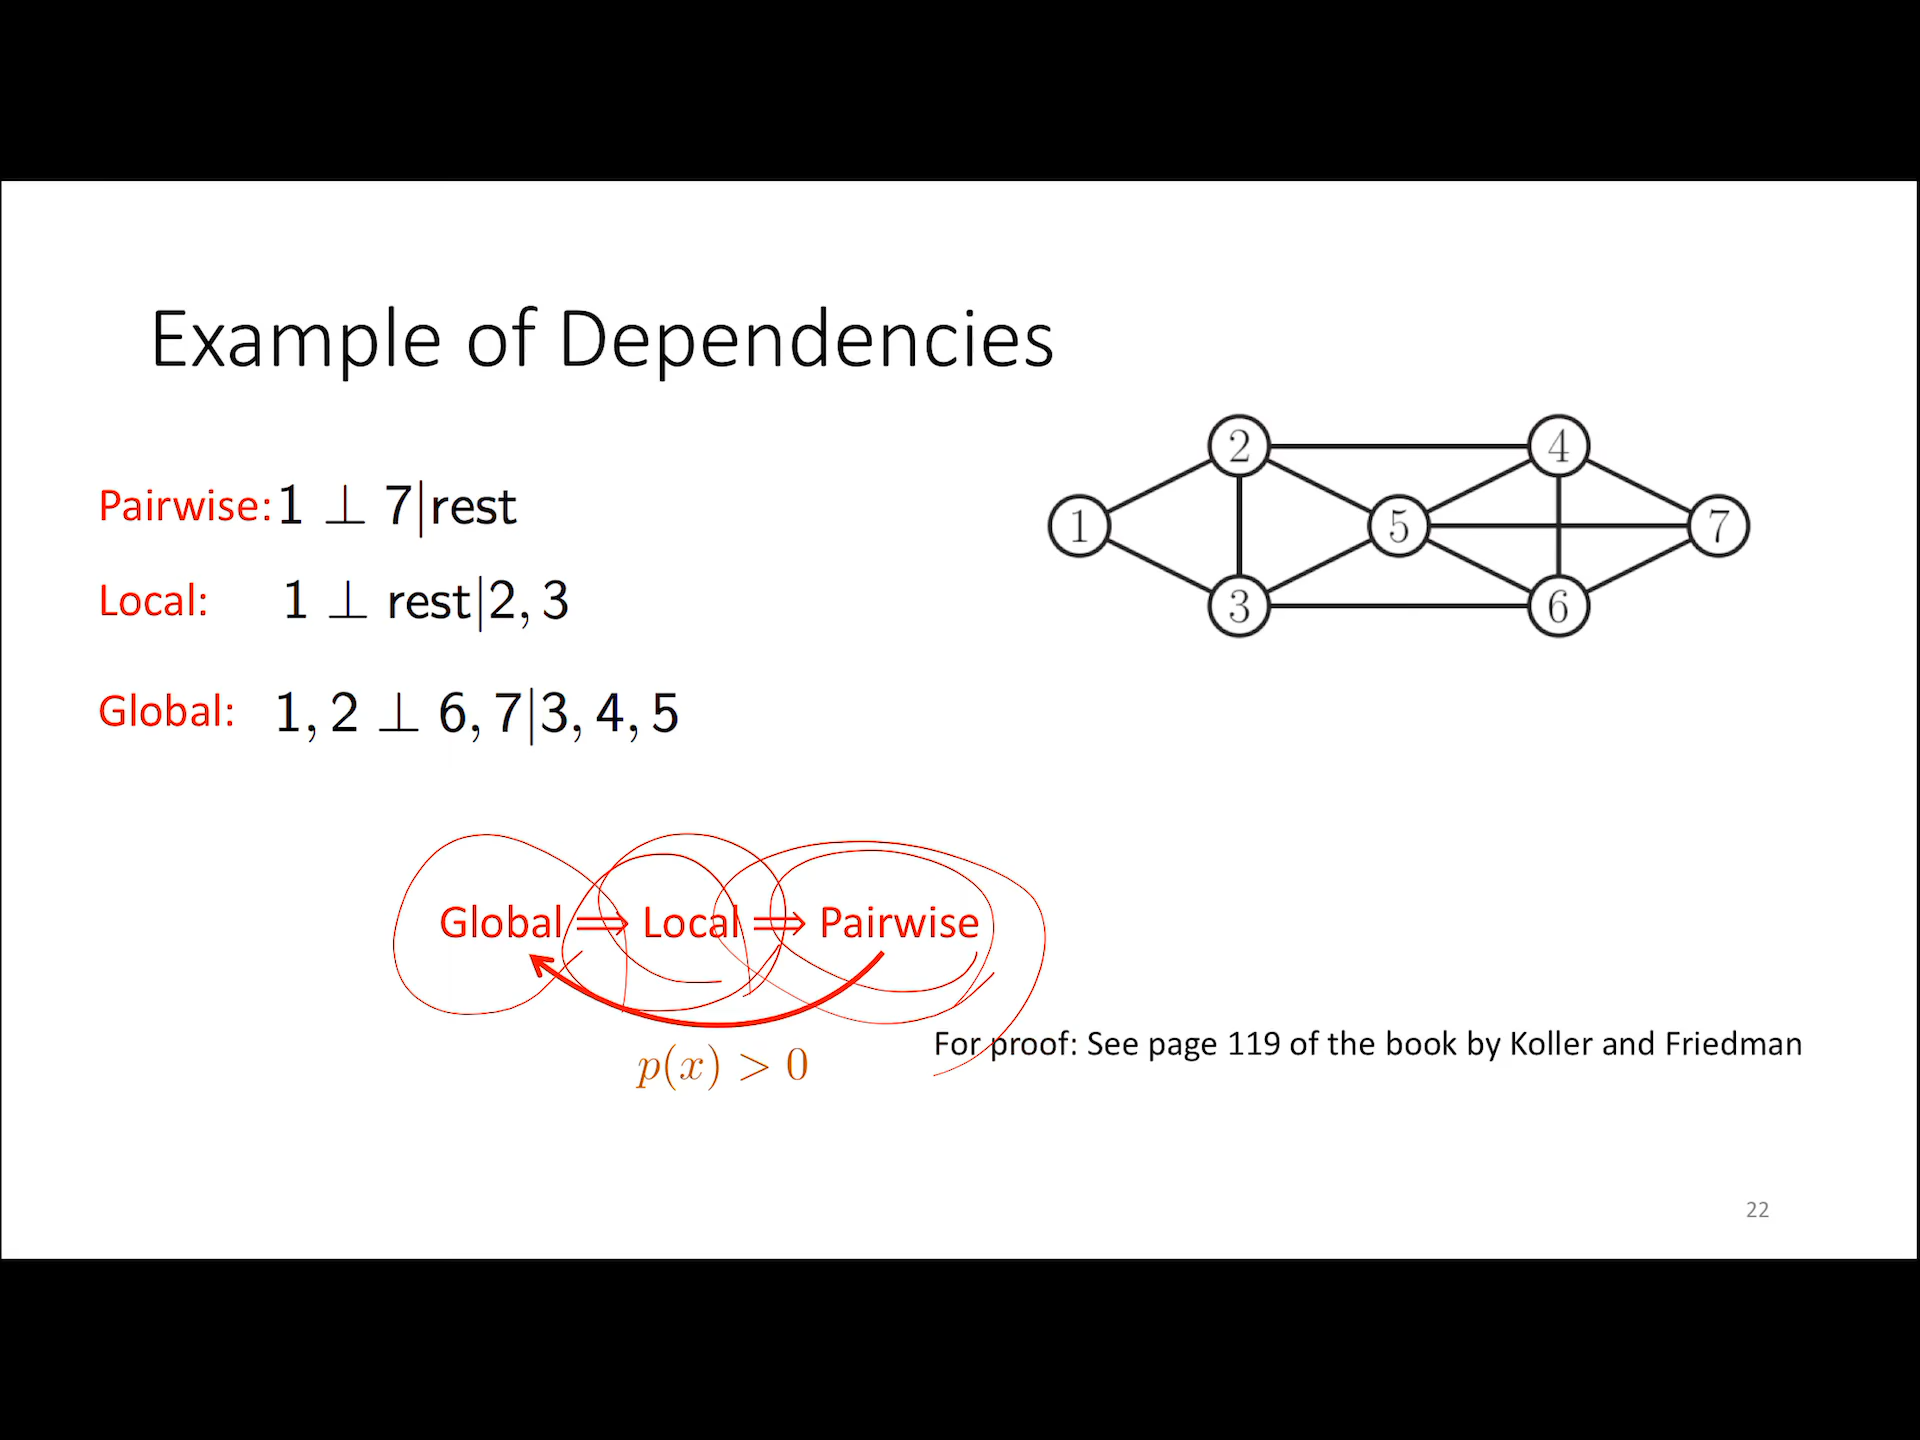 Example of Dependencies
Pairwise: 1 ⊥ 7|rest
Local: 1 ⊥ rest|2, 3
Global: 1, 2 ⊥ 6, 7|3, 4, 5
2 4
1 5 7
3 6
Global ⟹ Local ⟹ Pairwise
p(x) > 0
For proof: See page 119 of the book by Koller and Friedman
22